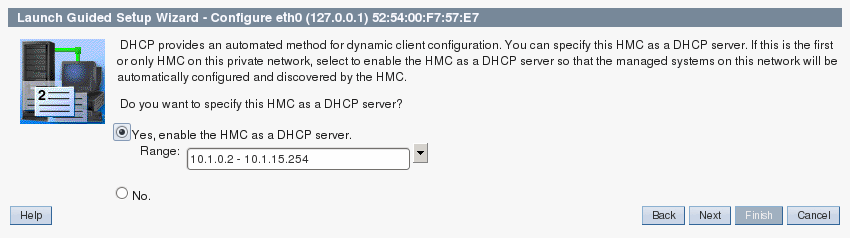 Launch Guided Setup Wizard - Configure eth0 (127.0.0.1) 52:54:00:F7:57:E7
DHCP provides an automated method for dynamic client configuration. You can specify this HMC as a DHCP server. If this is the first
or only HMC on this private network, select to enable the HMC as a DHCP server so that the managed systems on this network will be
automatically configured and discovered by the HMC.
2
Do you want to specify this HMC as a DHCP server?
Yes, enable the HMC as a DHCP server.
Range: 10.1.0.2 - 10.1.15.254
No.
Help Back Next Finish Cancel